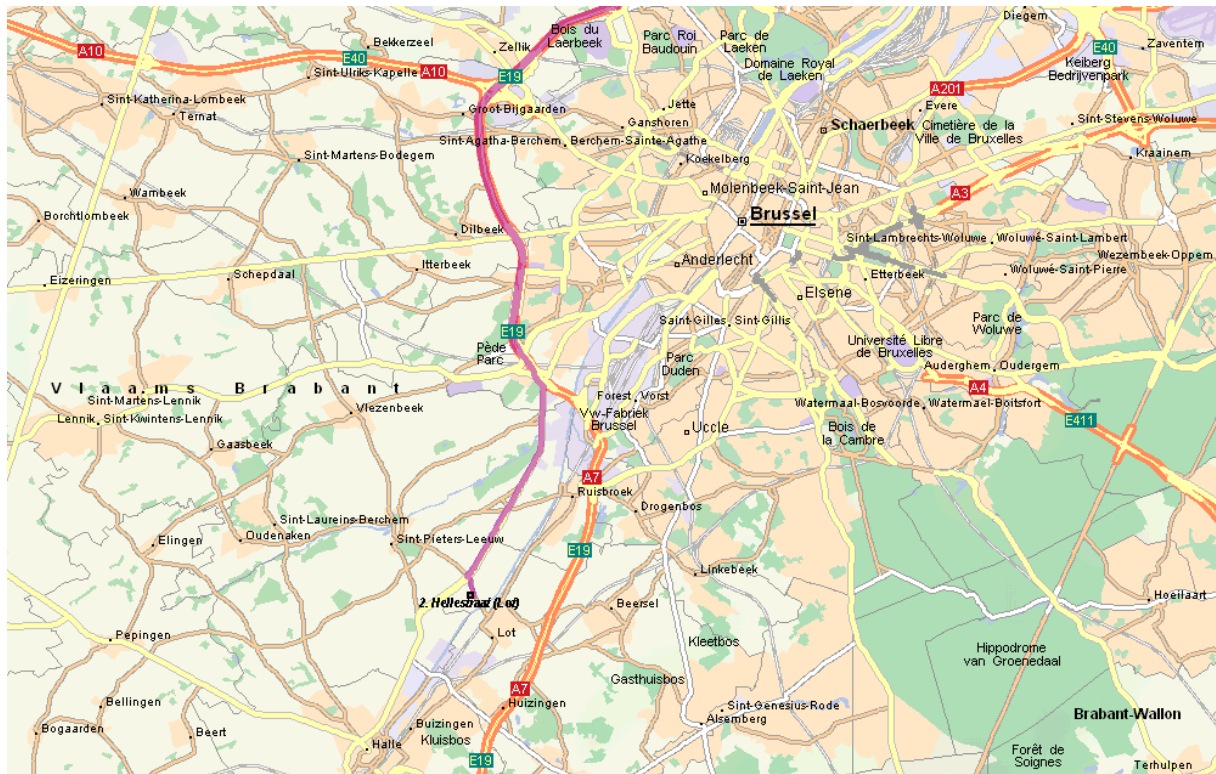 Diegem
A10
Bekkerzeel
Zellik
Bois du
Laerbeek
Parc Roi
Baudouin
Parc de
Laeken
E40
Zaventem
E40
Sint-Ulriks-Kapelle
A10
E19
Domaine Royal
de Laeken
Keiberg
Bedrijvenpark
A201
Sint-Katherina-Lombeek
Ternat
Groot-Bijgaarden
Jette
Evere
Ganshoren
Schaerbeek
Cimetière de la
Ville de Bruxelles
Sint-Stevens-Woluwe
Sint-Agatha-Berchem
Berchem-Sainte-Agathe
Sint-Martens-Bodegem
Koekelberg
Kraainem
Wambeek
Molenbeek-Saint-Jean
A3
Borchtlombeek
Brussel
Dilbeek
Sint-Lambrechts-Woluwe
Woluwé-Saint-Lambert
Itterbeek
Anderlecht
Wezembeek-Oppem
Eizeringen
Schepdaal
Etterbeek
Woluwé-Saint-Pierre
Elsene
E19
Saint-Gilles
Sint-Gillis
Parc de
Woluwe
Pède
Parc
Université Libre
de Bruxelles
Parc
Duden
Auderghem
Oudergem
Vlaams Brabant
A4
Sint-Martens-Lennik
Forest
Vorst
Watermaal-Bosvoorde
Watermael-Boitsfort
Lennik
Sint-Kwintens-Lennik
Vlezenbeek
Vw-Fabriek
Brussel
E411
Uccle
Bois de
la Cambre
Gaasbeek
A7
Ruisbroek
Drogenbos
Sint-Laureins-Berchem
Oudenaken
Elingen
Sint-Pieters-Leeuw
E19
Linkebeek
2. Hellestraat (Lot)
Beersel
Hoeilaart
Pepingen
Lot
Kleetbos
Hippodrome
van Groenedaal
Gasthuisbos
A7
Bellingen
Huizingen
Sint-Genesius-Rode
Alsemberg
Brabant-Wallon
Bogaarden
Beert
Buizingen
Kluisbos
Halle
E19
Forêt de
Soignes
Terhulpen